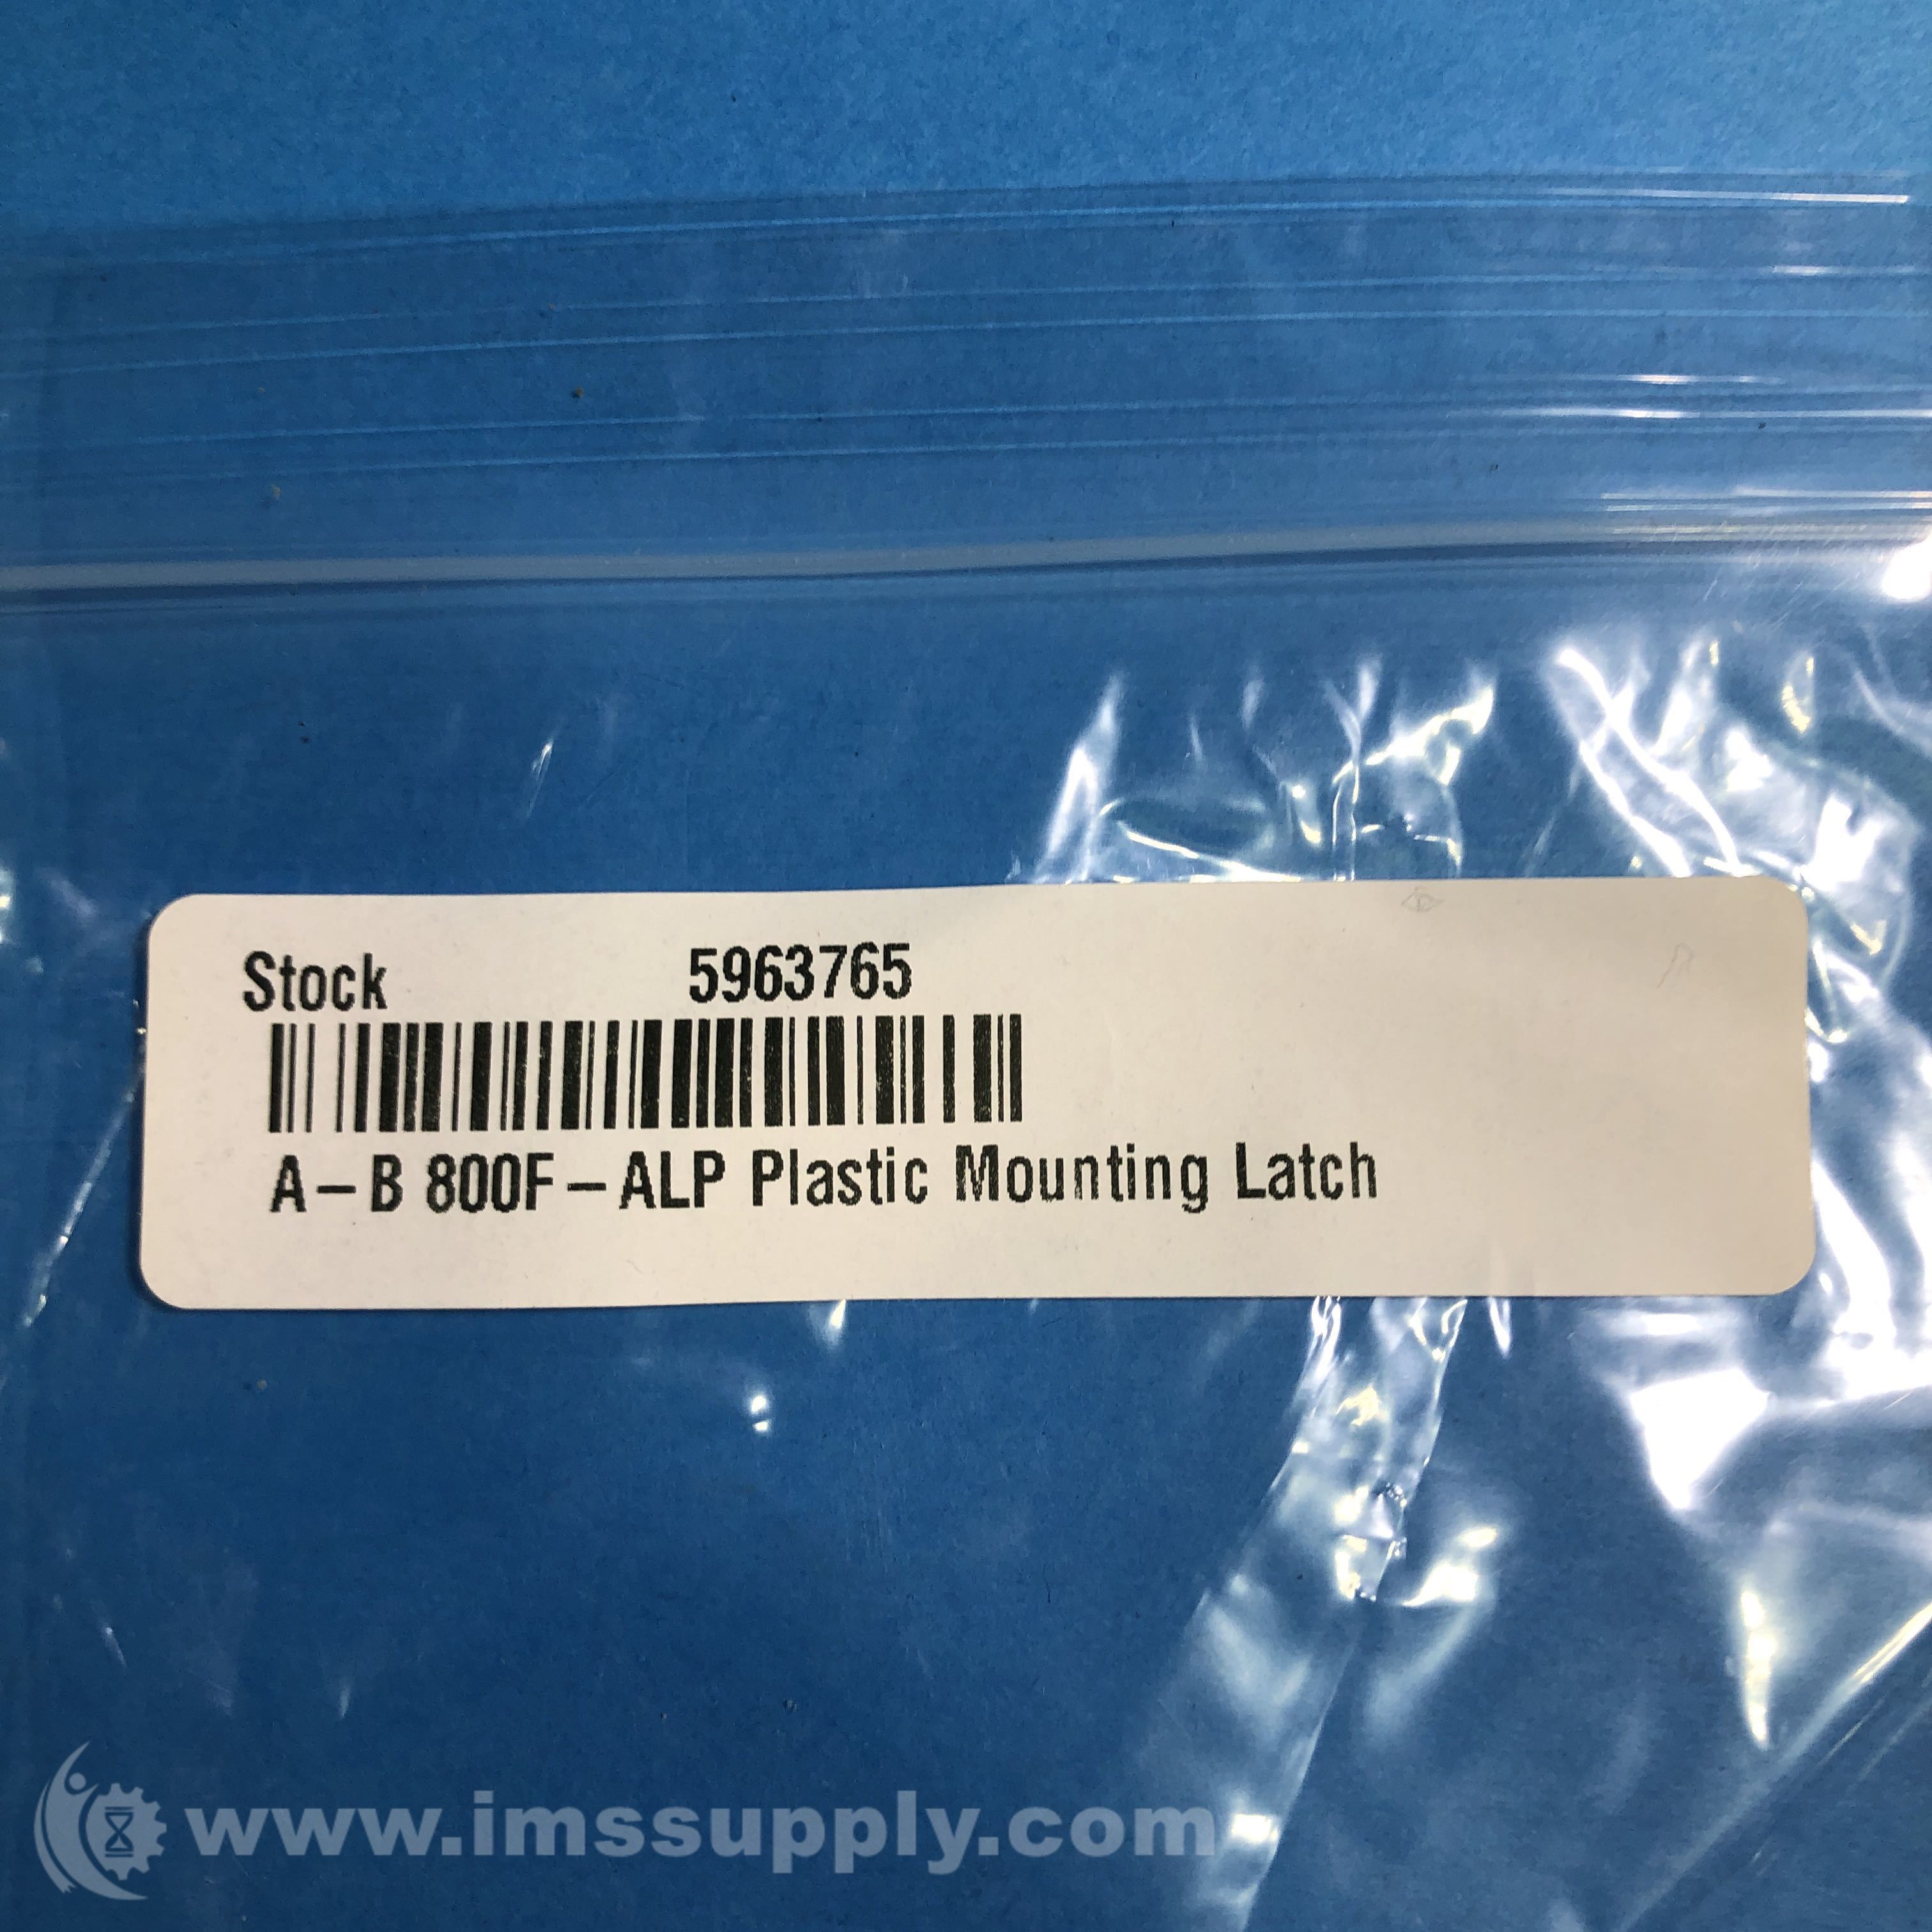 Stock 5963765
A-B 800F-ALP Plastic Mounting Latch
www.imssupply.com